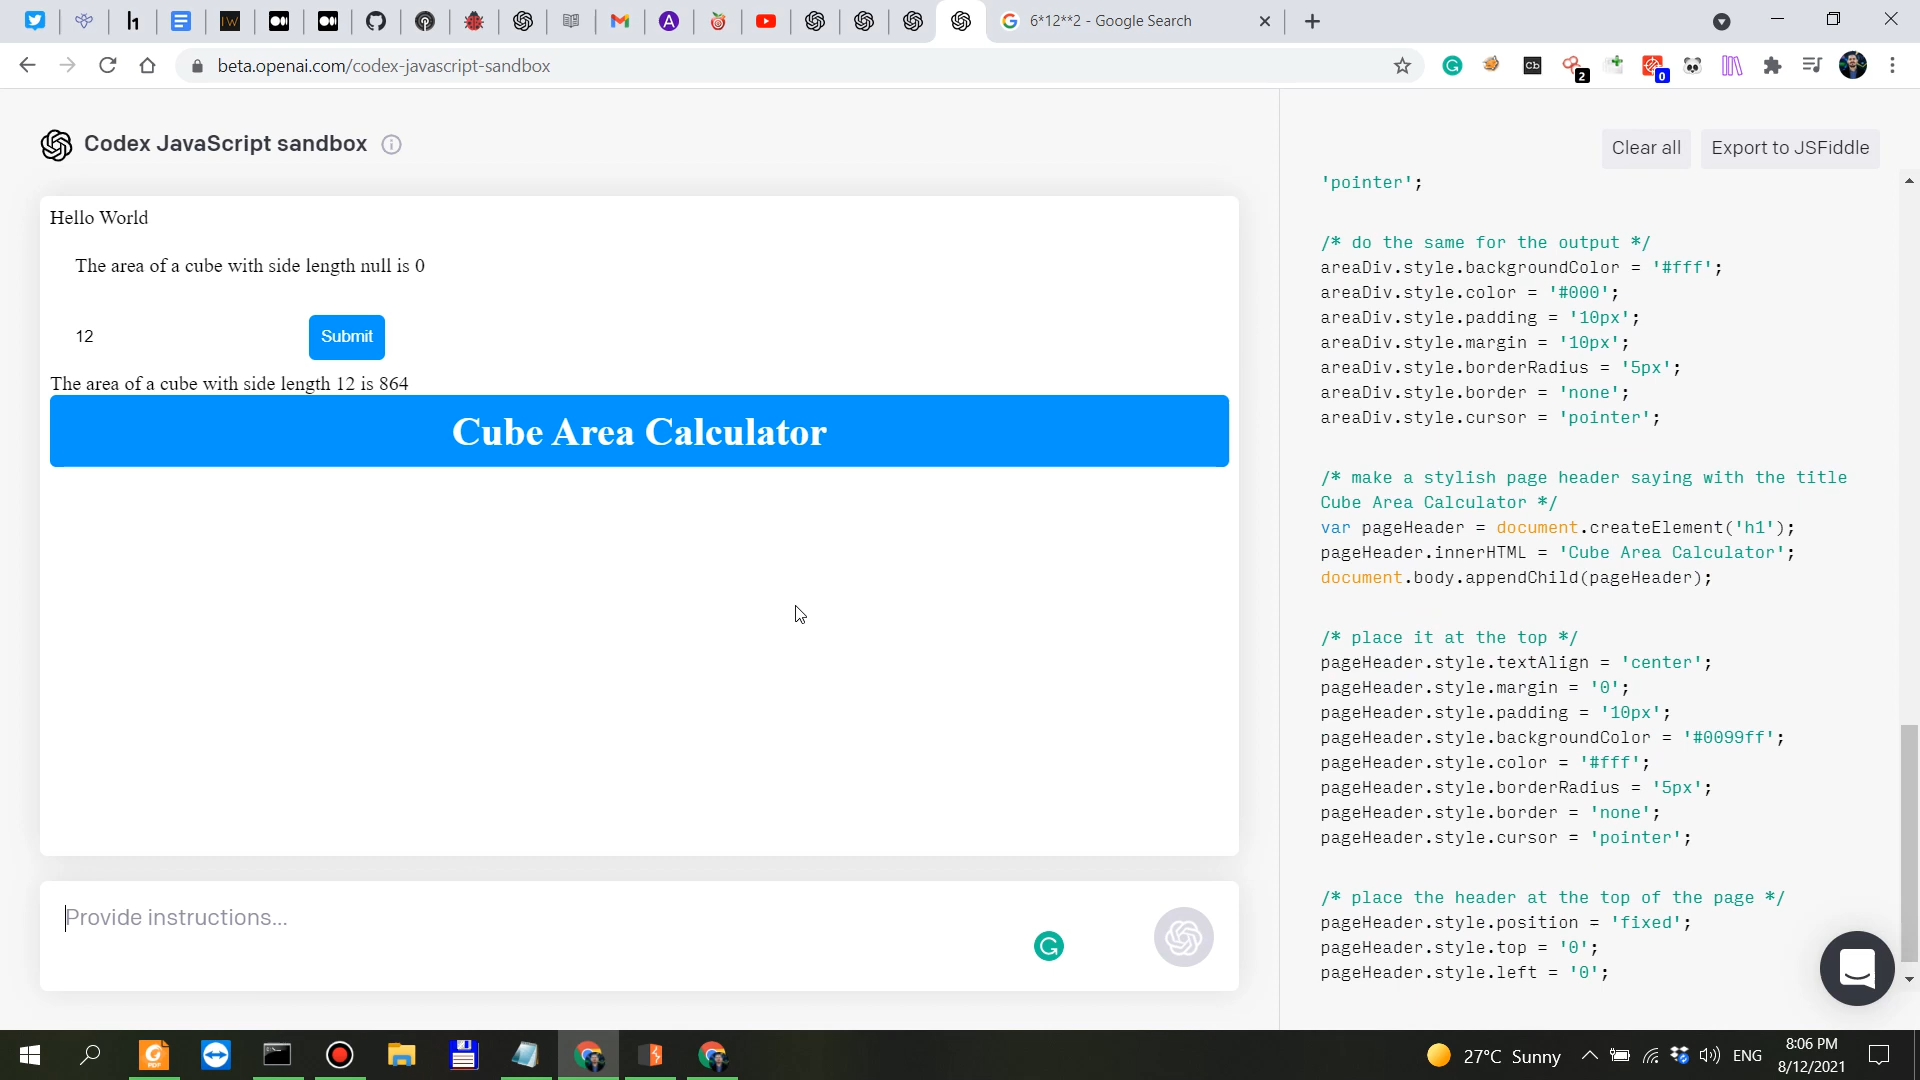 6*12**2 - Google Search
beta.openai.com/codex-javascript-sandbox
Cb
2
0
Codex JavaScript sandbox
Clear all
Export to JSFiddle
Hello World
The area of a cube with side length null is 0
12
Submit
The area of a cube with side length 12 is 864
Cube Area Calculator
Provide instructions...
'pointer';
/* do the same for the output */
areaDiv.style.backgroundColor = '#fff';
areaDiv.style.color = '#000';
areaDiv.style.padding = '10px';
areaDiv.style.margin = '10px';
areaDiv.style.borderRadius = '5px';
areaDiv.style.border = 'none';
areaDiv.style.cursor = 'pointer';
/* make a stylish page header saying with the title
Cube Area Calculator */
var pageHeader = document.createElement('h1');
pageHeader.innerHTML = 'Cube Area Calculator';
document.body.appendChild(pageHeader);
/* place it at the top */
pageHeader.style.textAlign = 'center';
pageHeader.style.margin = '0';
pageHeader.style.padding = '10px';
pageHeader.style.backgroundColor = '#0099ff';
pageHeader.style.color = '#fff';
pageHeader.style.borderRadius = '5px';
pageHeader.style.border = 'none';
pageHeader.style.cursor = 'pointer';
/* place the header at the top of the page */
pageHeader.style.position = 'fixed';
pageHeader.style.top = '0';
pageHeader.style.left = '0';
27°C Sunny
ENG
8:06 PM
8/12/2021